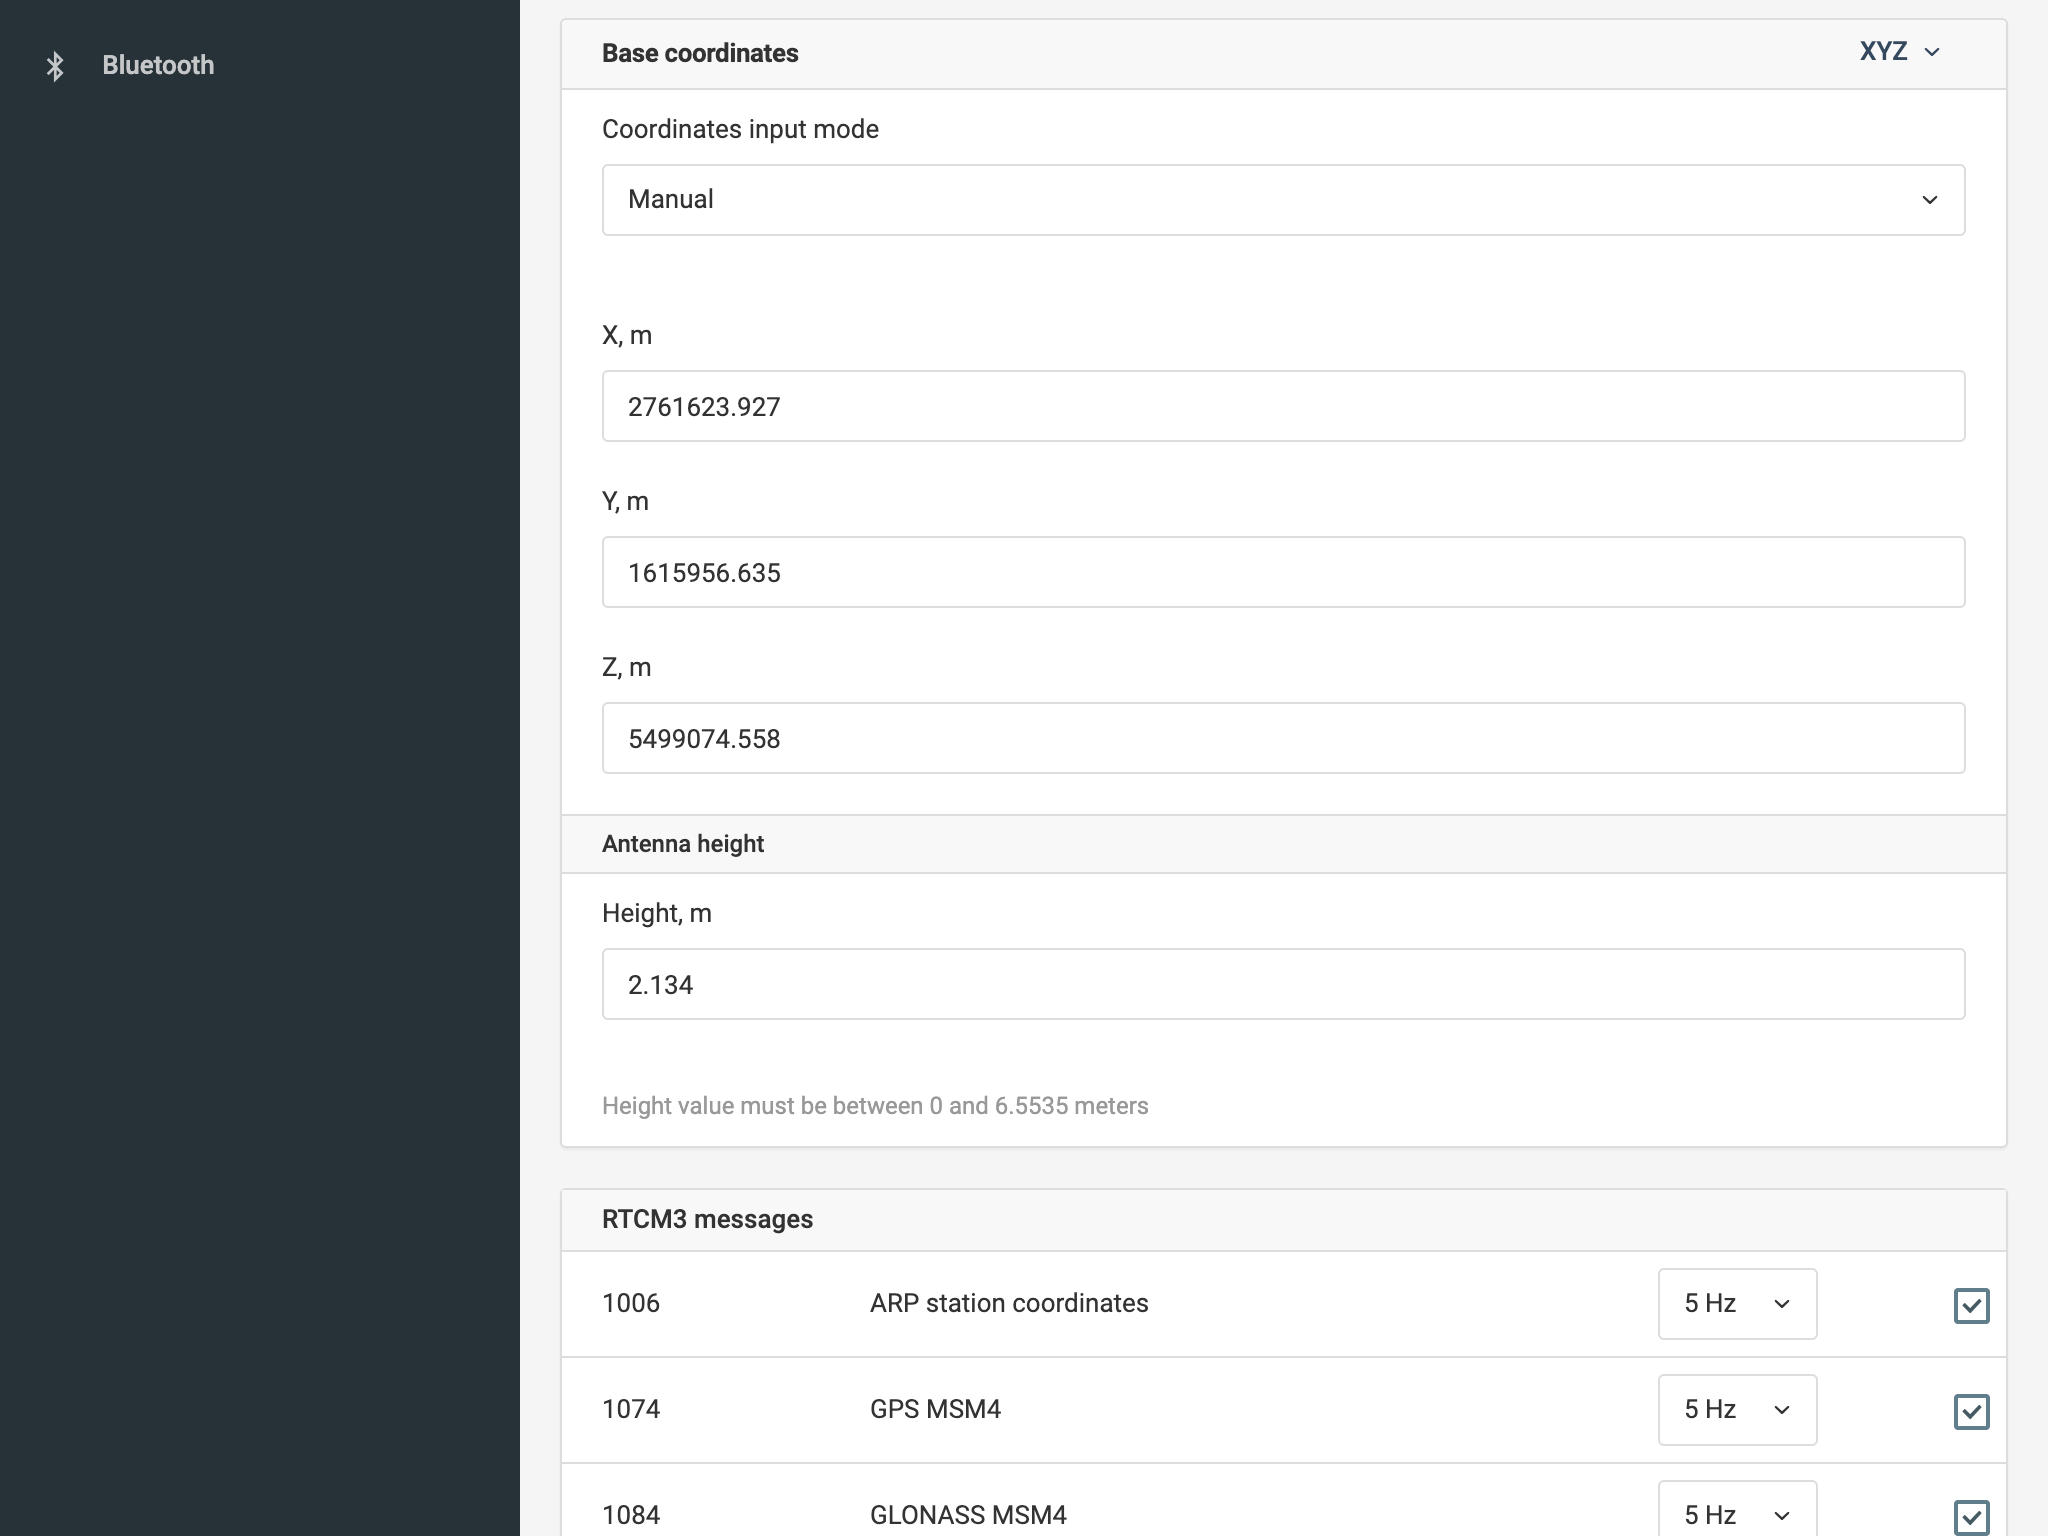 Bluetooth
Base coordinates
XYZ
Coordinates input mode
Manual
X, m
2761623.927
Y, m
1615956.635
Z, m
5499074.558
Antenna height
Height, m
2.134
Height value must be between 0 and 6.5535 meters
RTCM3 messages
1006 ARP station coordinates 5 Hz
1074 GPS MSM4 5 Hz
1084 GLONASS MSM4 5 Hz